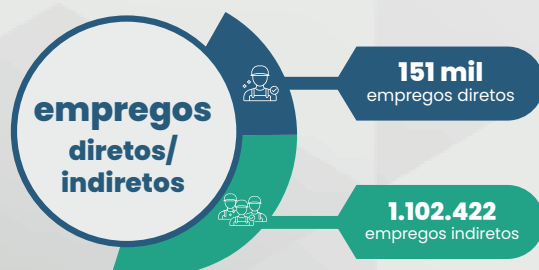 empregos
diretos/
indiretos
151 mil
empregos diretos
1.102.422
empregos indiretos